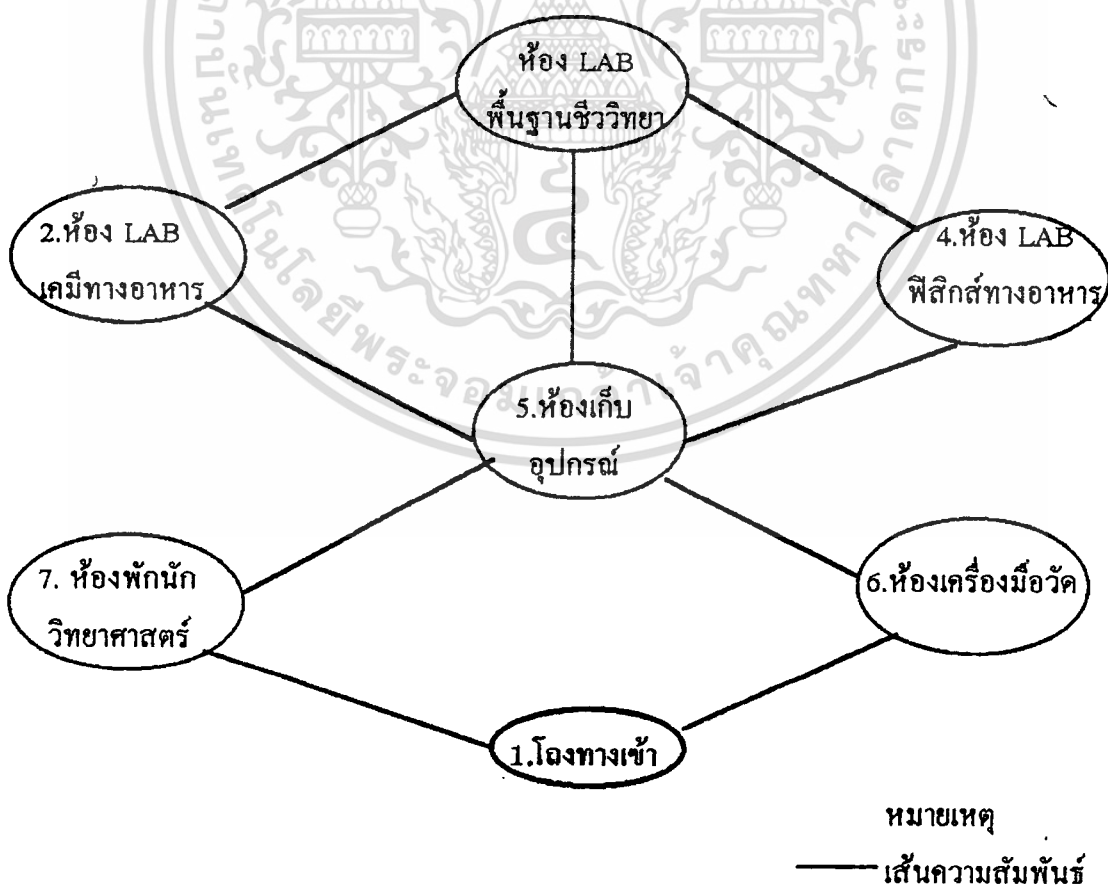 ห้อง LAB
พื้นฐานชีววิทยา
2.ห้อง LAB
เคมีทางอาหาร
4.ห้อง LAB
ฟิสิกส์ทางอาหาร
5.ห้องเก็บ
อุปกรณ์
7. ห้องพักนัก
วิทยาศาสตร์
6.ห้องเครื่องมือวัด
1.โถงทางเข้า
หมายเหตุ
เส้นความสัมพันธ์